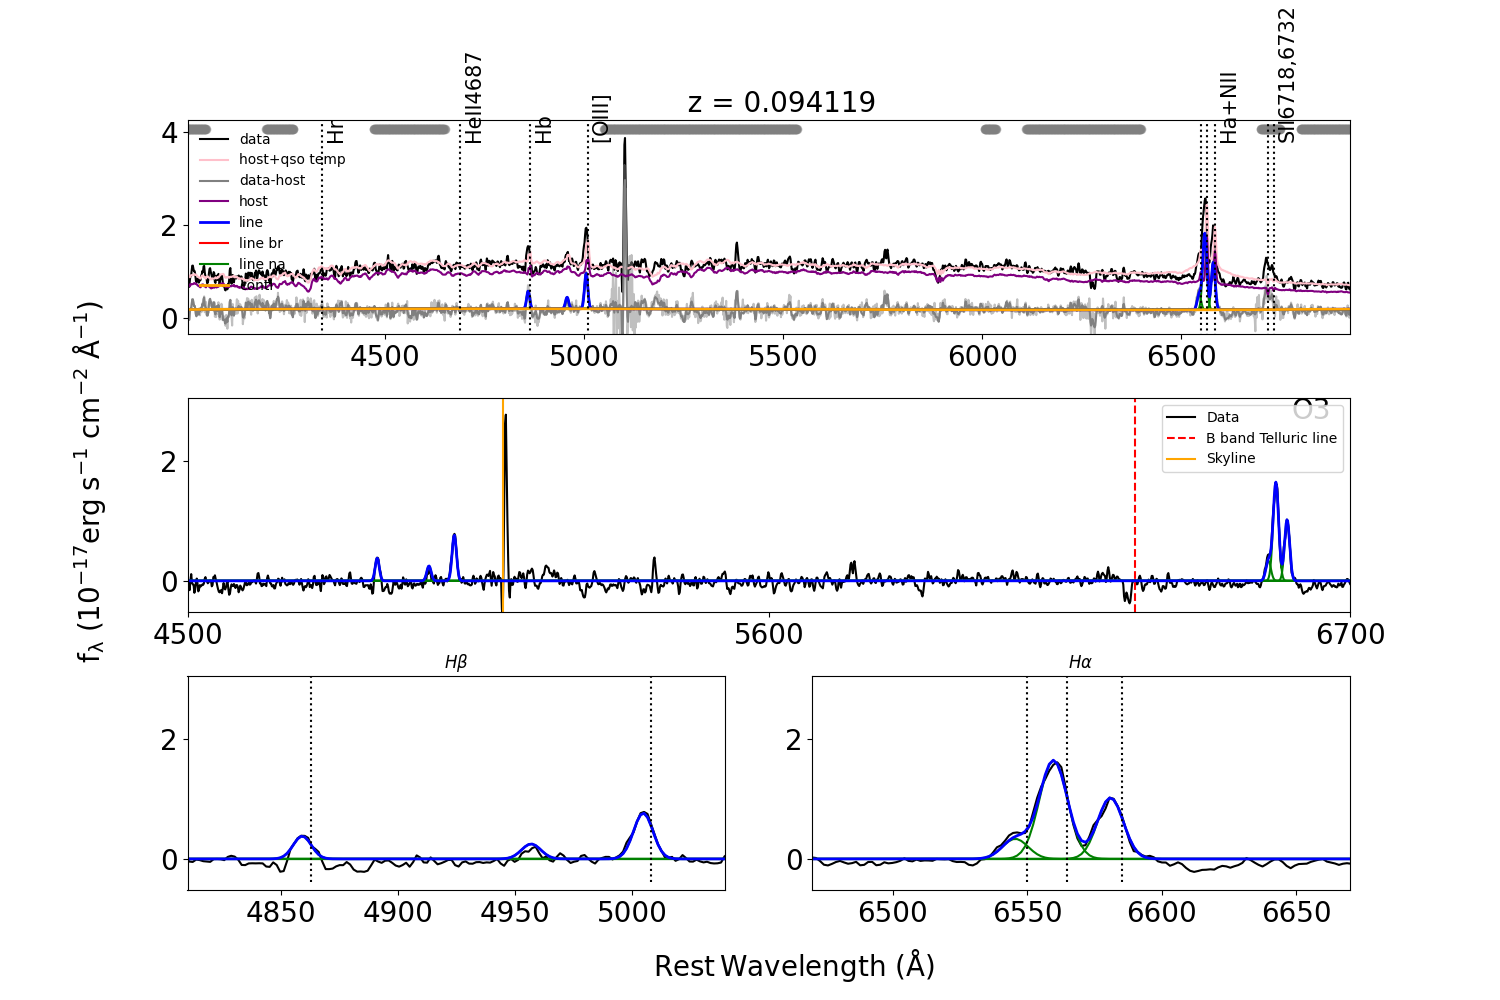 z = 0.094119
Hr
HeII4687
Hb
[OIII]
Ha+NII
SII6718,6732
data
host+qso temp
data-host
host
line
line br
line na
conti
4
2
0
4500 5000 5500 6000 6500
O3
Data
B band Telluric line
Skyline
2
0
4500 5600 6700
fλ (10⁻¹⁷erg s⁻¹ cm⁻² Å⁻¹)
Hβ
2
0
4850 4900 4950 5000
Hα
2
0
6500 6550 6600 6650
Rest Wavelength (Å)